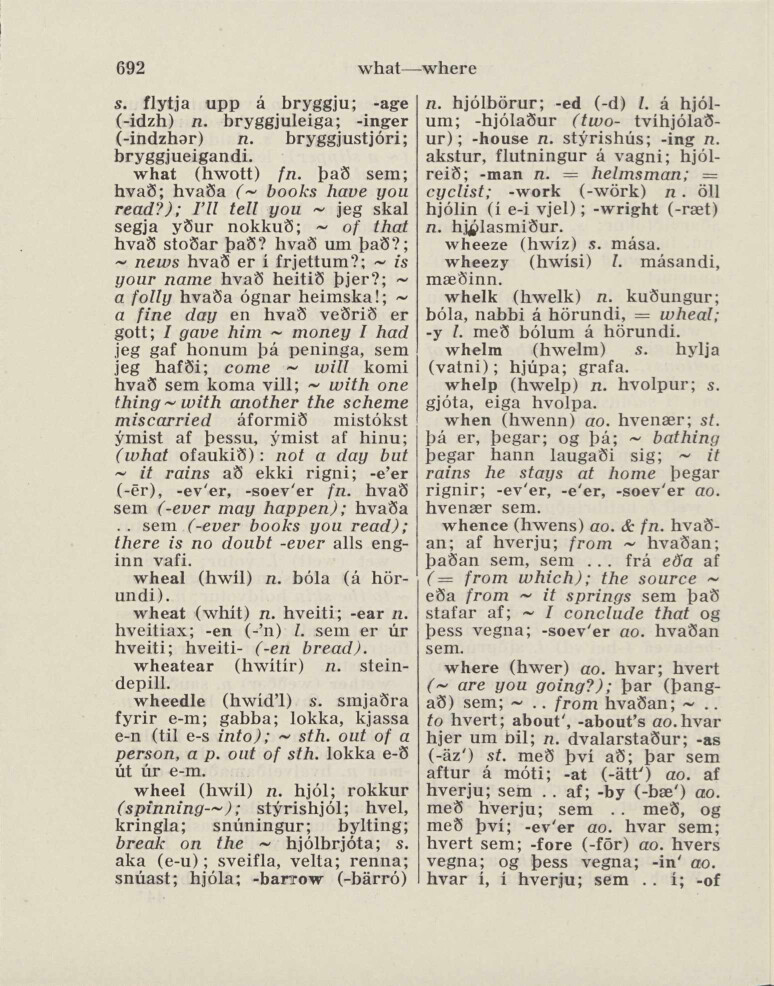 692
what—where
s. flytja upp á bryggju; -age
(-idzh) n. bryggjuleiga; -inger
(-indzhər) n. bryggjustjóri;
bryggjueigandi.
what (hwott) fn. það sem;
hvað; hvaða (~ books have you
read?); I'll tell you ~ jeg skal
segja yður nokkuð; ~ of that
hvað stoðar það? hvað um það?;
~ news hvað er í frjettum?; ~ is
your name hvað heitið þjer?; ~
a folly hvaða ógnar heimska!; ~
a fine day en hvað veðrið er
gott; I gave him ~ money I had
jeg gaf honum þá peninga, sem
jeg hafði; come ~ will komi
hvað sem koma vill; ~ with one
thing ~ with another the scheme
miscarried áformið mistókst
ýmist af þessu, ýmist af hinu;
(what ofaukið): not a day but
~ it rains að ekki rigni; -e'er
(-ēr), -ev'er, -soev'er fn. hvað
sem (-ever may happen); hvaða
.. sem (-ever books you read);
there is no doubt -ever alls eng-
inn vafi.
wheal (hwíl) n. bóla (á hör-
undi).
wheat (whít) n. hveiti; -ear n.
hveitiax; -en (-'n) l. sem er úr
hveiti; hveiti- (-en bread).
wheatear (hwítír) n. stein-
depill.
wheedle (hwíd'l) s. smjaðra
fyrir e-m; gabba; lokka, kjassa
e-n (til e-s into); ~ sth. out of a
person, a p. out of sth. lokka e-ð
út úr e-m.
wheel (hwíl) n. hjól; rokkur
(spinning-~); stýrishjól; hvel,
kringla; snúningur; bylting;
break on the ~ hjólbrjóta; s.
aka (e-u); sveifla, velta; renna;
snúast; hjóla; -barrow (-bärró)
n. hjólbörur; -ed (-d) l. á hjól-
um; -hjólaður (two- tvíhjólað-
ur); -house n. stýrishús; -ing n.
akstur, flutningur á vagni; hjól-
reið; -man n. = helmsman; =
cyclist; -work (-wörk) n. öll
hjólin (í e-i vjel); -wright (-ræt)
n. hjólasmiður.
wheeze (hwíz) s. mása.
wheezy (hwísi) l. másandi,
mæðinn.
whelk (hwelk) n. kuðungur;
bóla, nabbi á hörundi, = wheal;
-y l. með bólum á hörundi.
whelm (hwelm) s. hylja
(vatni); hjúpa; grafa.
whelp (hwelp) n. hvolpur; s.
gjóta, eiga hvolpa.
when (hwenn) ao. hvenær; st.
þá er, þegar; og þá; ~ bathing
þegar hann laugaði sig; ~ it
rains he stays at home þegar
rignir; -ev'er, -e'er, -soev'er ao.
hvenær sem.
whence (hwens) ao. & fn. hvað-
an; af hverju; from ~ hvaðan;
þaðan sem, sem ... frá eða af
(= from which); the source ~
eða from ~ it springs sem það
stafar af; ~ I conclude that og
þess vegna; -soev'er ao. hvaðan
sem.
where (hwer) ao. hvar; hvert
(~ are you going?); þar (þang-
að) sem; ~ .. from hvaðan; ~ ..
to hvert; about', -about's ao. hvar
hjer um bil; n. dvalarstaður; -as
(-äz') st. með því að; þar sem
aftur á móti; -at (-ätt') ao. af
hverju; sem .. af; -by (-bæ') ao.
með hverju; sem .. með, og
með því; -ev'er ao. hvar sem;
hvert sem; -fore (-fōr) ao. hvers
vegna; og þess vegna; -in' ao.
hvar í, í hverju; sem .. í; -of